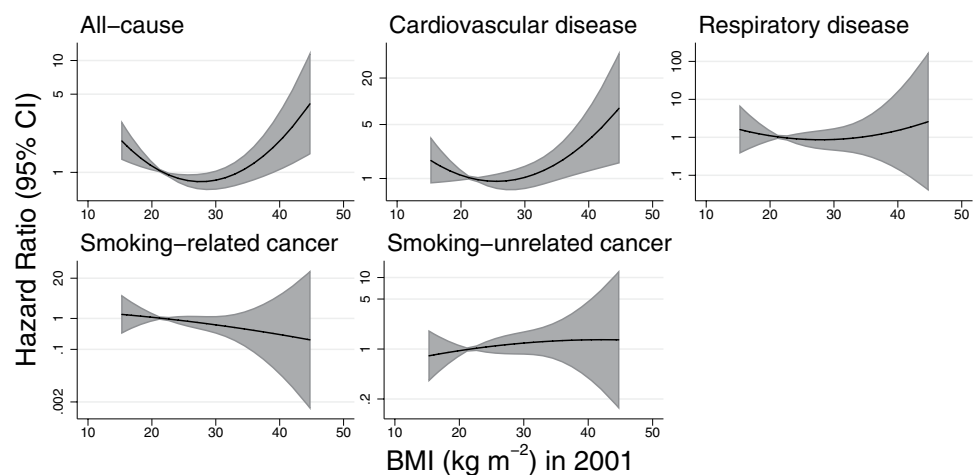 All−cause
Cardiovascular disease
Respiratory disease
Hazard Ratio (95% CI)
10
5
1
10 20 30 40 50
20
5
1
10 20 30 40 50
100
10
1
.1
10 20 30 40 50
Smoking−related cancer
Smoking−unrelated cancer
20
1
.1
.002
10 20 30 40 50
10
5
1
.2
10 20 30 40 50
BMI (kg m⁻²) in 2001